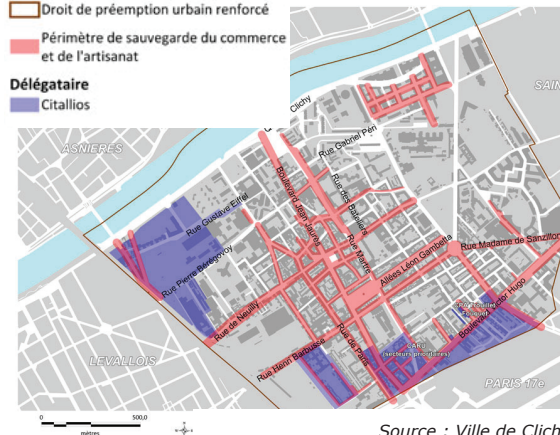 Droit de préemption urbain renforcé
Périmètre de sauvegarde du commerce
et de l'artisanat
Délégataire
Citallios
Clichy
SAIN
ASNIERES
Rue Gabriel Péri
Boulevard Jean Jaurès
Rue des Bateliers
Rue Gustave Eiffel
Rue Martre
Allées Léon Gambetta
Rue Madame de Sanzillon
Rue Pierre Bérégovoy
Rue de Neuilly
Boulevard Victor Hugo
LEVALLOIS
Rue Henri Barbusse
Rue de Paris
CARU
(secteurs prioritaires)
PARIS 17e
0 500,0
mètres
Source : Ville de Clich